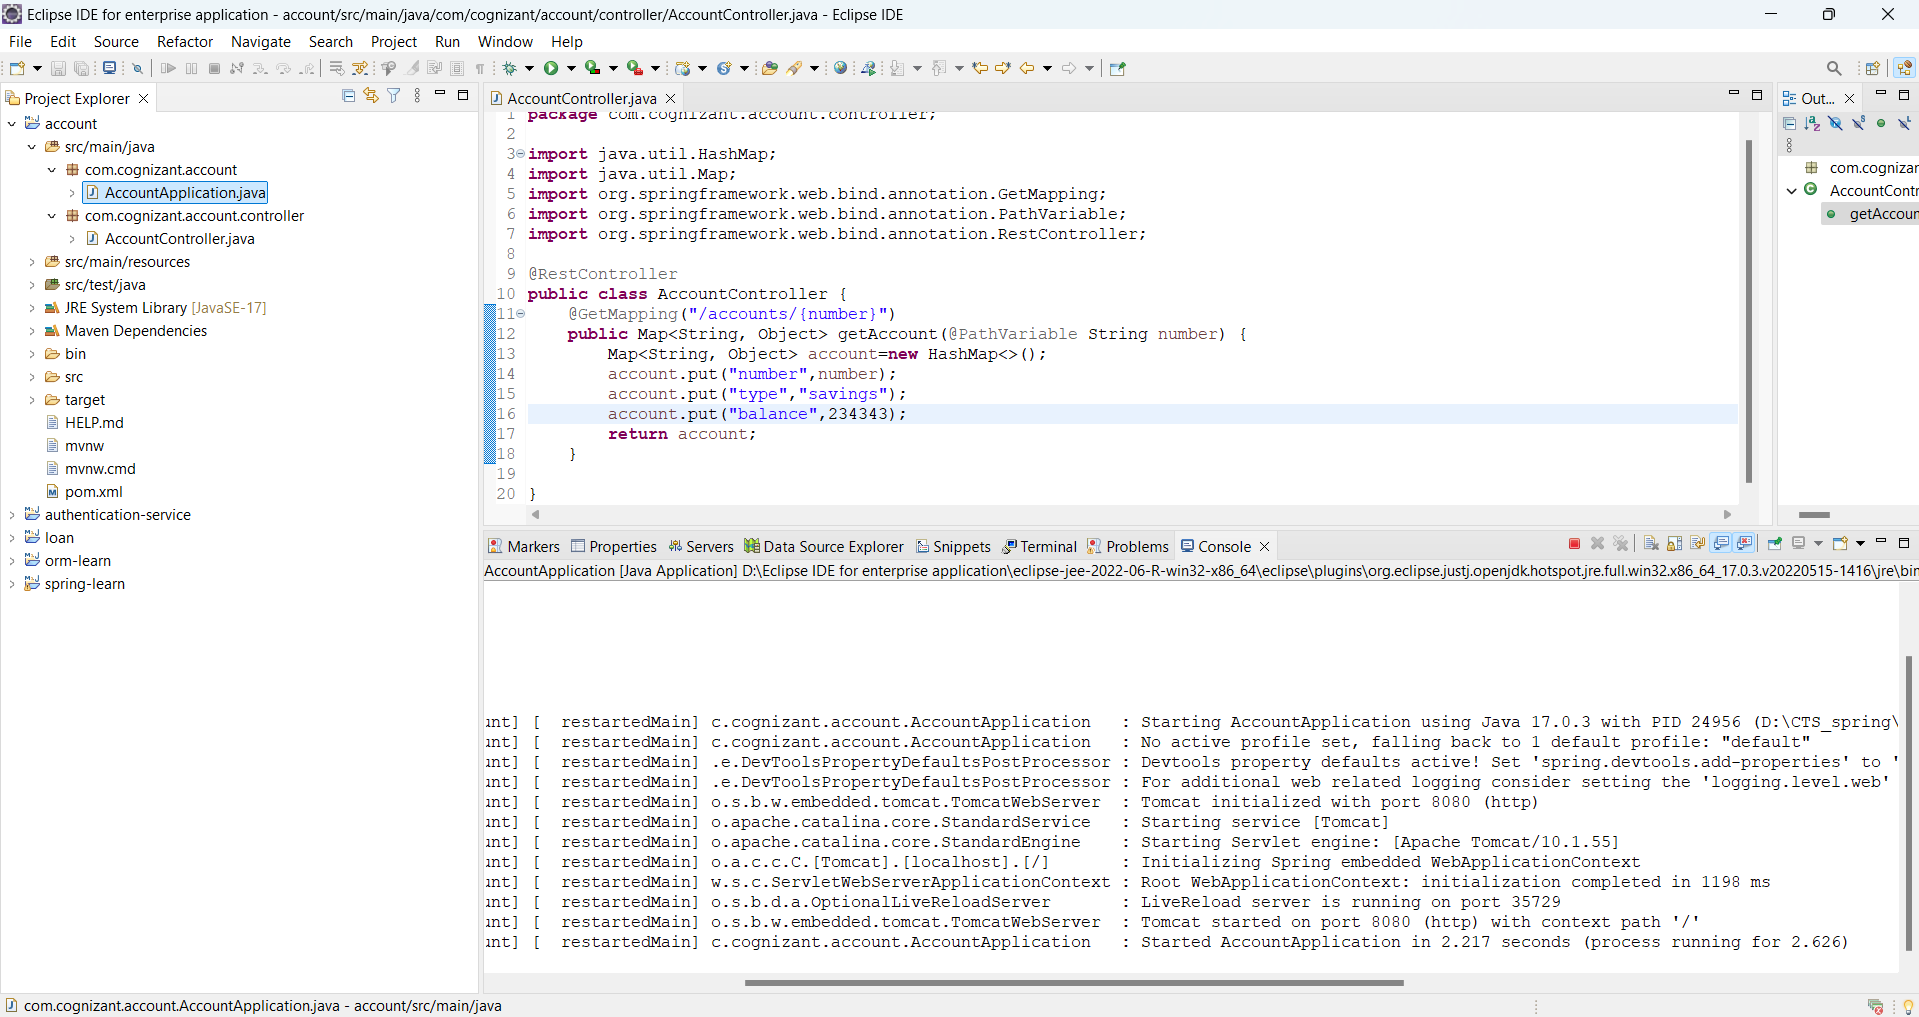 Eclipse IDE for enterprise application - account/src/main/java/com/cognizant/account/controller/AccountController.java - Eclipse IDE
File Edit Source Refactor Navigate Search Project Run Window Help
Project Explorer
account
src/main/java
com.cognizant.account
AccountApplication.java
com.cognizant.account.controller
AccountController.java
src/main/resources
src/test/java
JRE System Library [JavaSE-17]
Maven Dependencies
bin
src
target
HELP.md
mvnw
mvnw.cmd
pom.xml
authentication-service
loan
orm-learn
spring-learn
AccountController.java
1 package com.cognizant.account.controller;
2
3 import java.util.HashMap;
4 import java.util.Map;
5 import org.springframework.web.bind.annotation.GetMapping;
6 import org.springframework.web.bind.annotation.PathVariable;
7 import org.springframework.web.bind.annotation.RestController;
8
9 @RestController
10 public class AccountController {
11 @GetMapping("/accounts/{number}")
12 public Map<String, Object> getAccount(@PathVariable String number) {
13 Map<String, Object> account=new HashMap<>();
14 account.put("number",number);
15 account.put("type","savings");
16 account.put("balance",234343);
17 return account;
18 }
19
20 }
Out...
com.cognizar
AccountContr
getAccoun
Markers Properties Servers Data Source Explorer Snippets Terminal Problems Console
AccountApplication [Java Application] D:\Eclipse IDE for enterprise application\eclipse-jee-2022-06-R-win32-x86_64\eclipse\plugins\org.eclipse.justj.openjdk.hotspot.jre.full.win32.x86_64_17.0.3.v20220515-1416\jre\bin
unt] [ restartedMain] c.cognizant.account.AccountApplication : Starting AccountApplication using Java 17.0.3 with PID 24956 (D:\CTS_spring\
unt] [ restartedMain] c.cognizant.account.AccountApplication : No active profile set, falling back to 1 default profile: "default"
unt] [ restartedMain] .e.DevToolsPropertyDefaultsPostProcessor : Devtools property defaults active! Set 'spring.devtools.add-properties' to '
unt] [ restartedMain] .e.DevToolsPropertyDefaultsPostProcessor : For additional web related logging consider setting the 'logging.level.web'
unt] [ restartedMain] o.s.b.w.embedded.tomcat.TomcatWebServer : Tomcat initialized with port 8080 (http)
unt] [ restartedMain] o.apache.catalina.core.StandardService : Starting service [Tomcat]
unt] [ restartedMain] o.apache.catalina.core.StandardEngine : Starting Servlet engine: [Apache Tomcat/10.1.55]
unt] [ restartedMain] o.a.c.c.C.[Tomcat].[localhost].[/] : Initializing Spring embedded WebApplicationContext
unt] [ restartedMain] w.s.c.ServletWebServerApplicationContext : Root WebApplicationContext: initialization completed in 1198 ms
unt] [ restartedMain] o.s.b.d.a.OptionalLiveReloadServer : LiveReload server is running on port 35729
unt] [ restartedMain] o.s.b.w.embedded.tomcat.TomcatWebServer : Tomcat started on port 8080 (http) with context path '/'
unt] [ restartedMain] c.cognizant.account.AccountApplication : Started AccountApplication in 2.217 seconds (process running for 2.626)
com.cognizant.account.AccountApplication.java - account/src/main/java